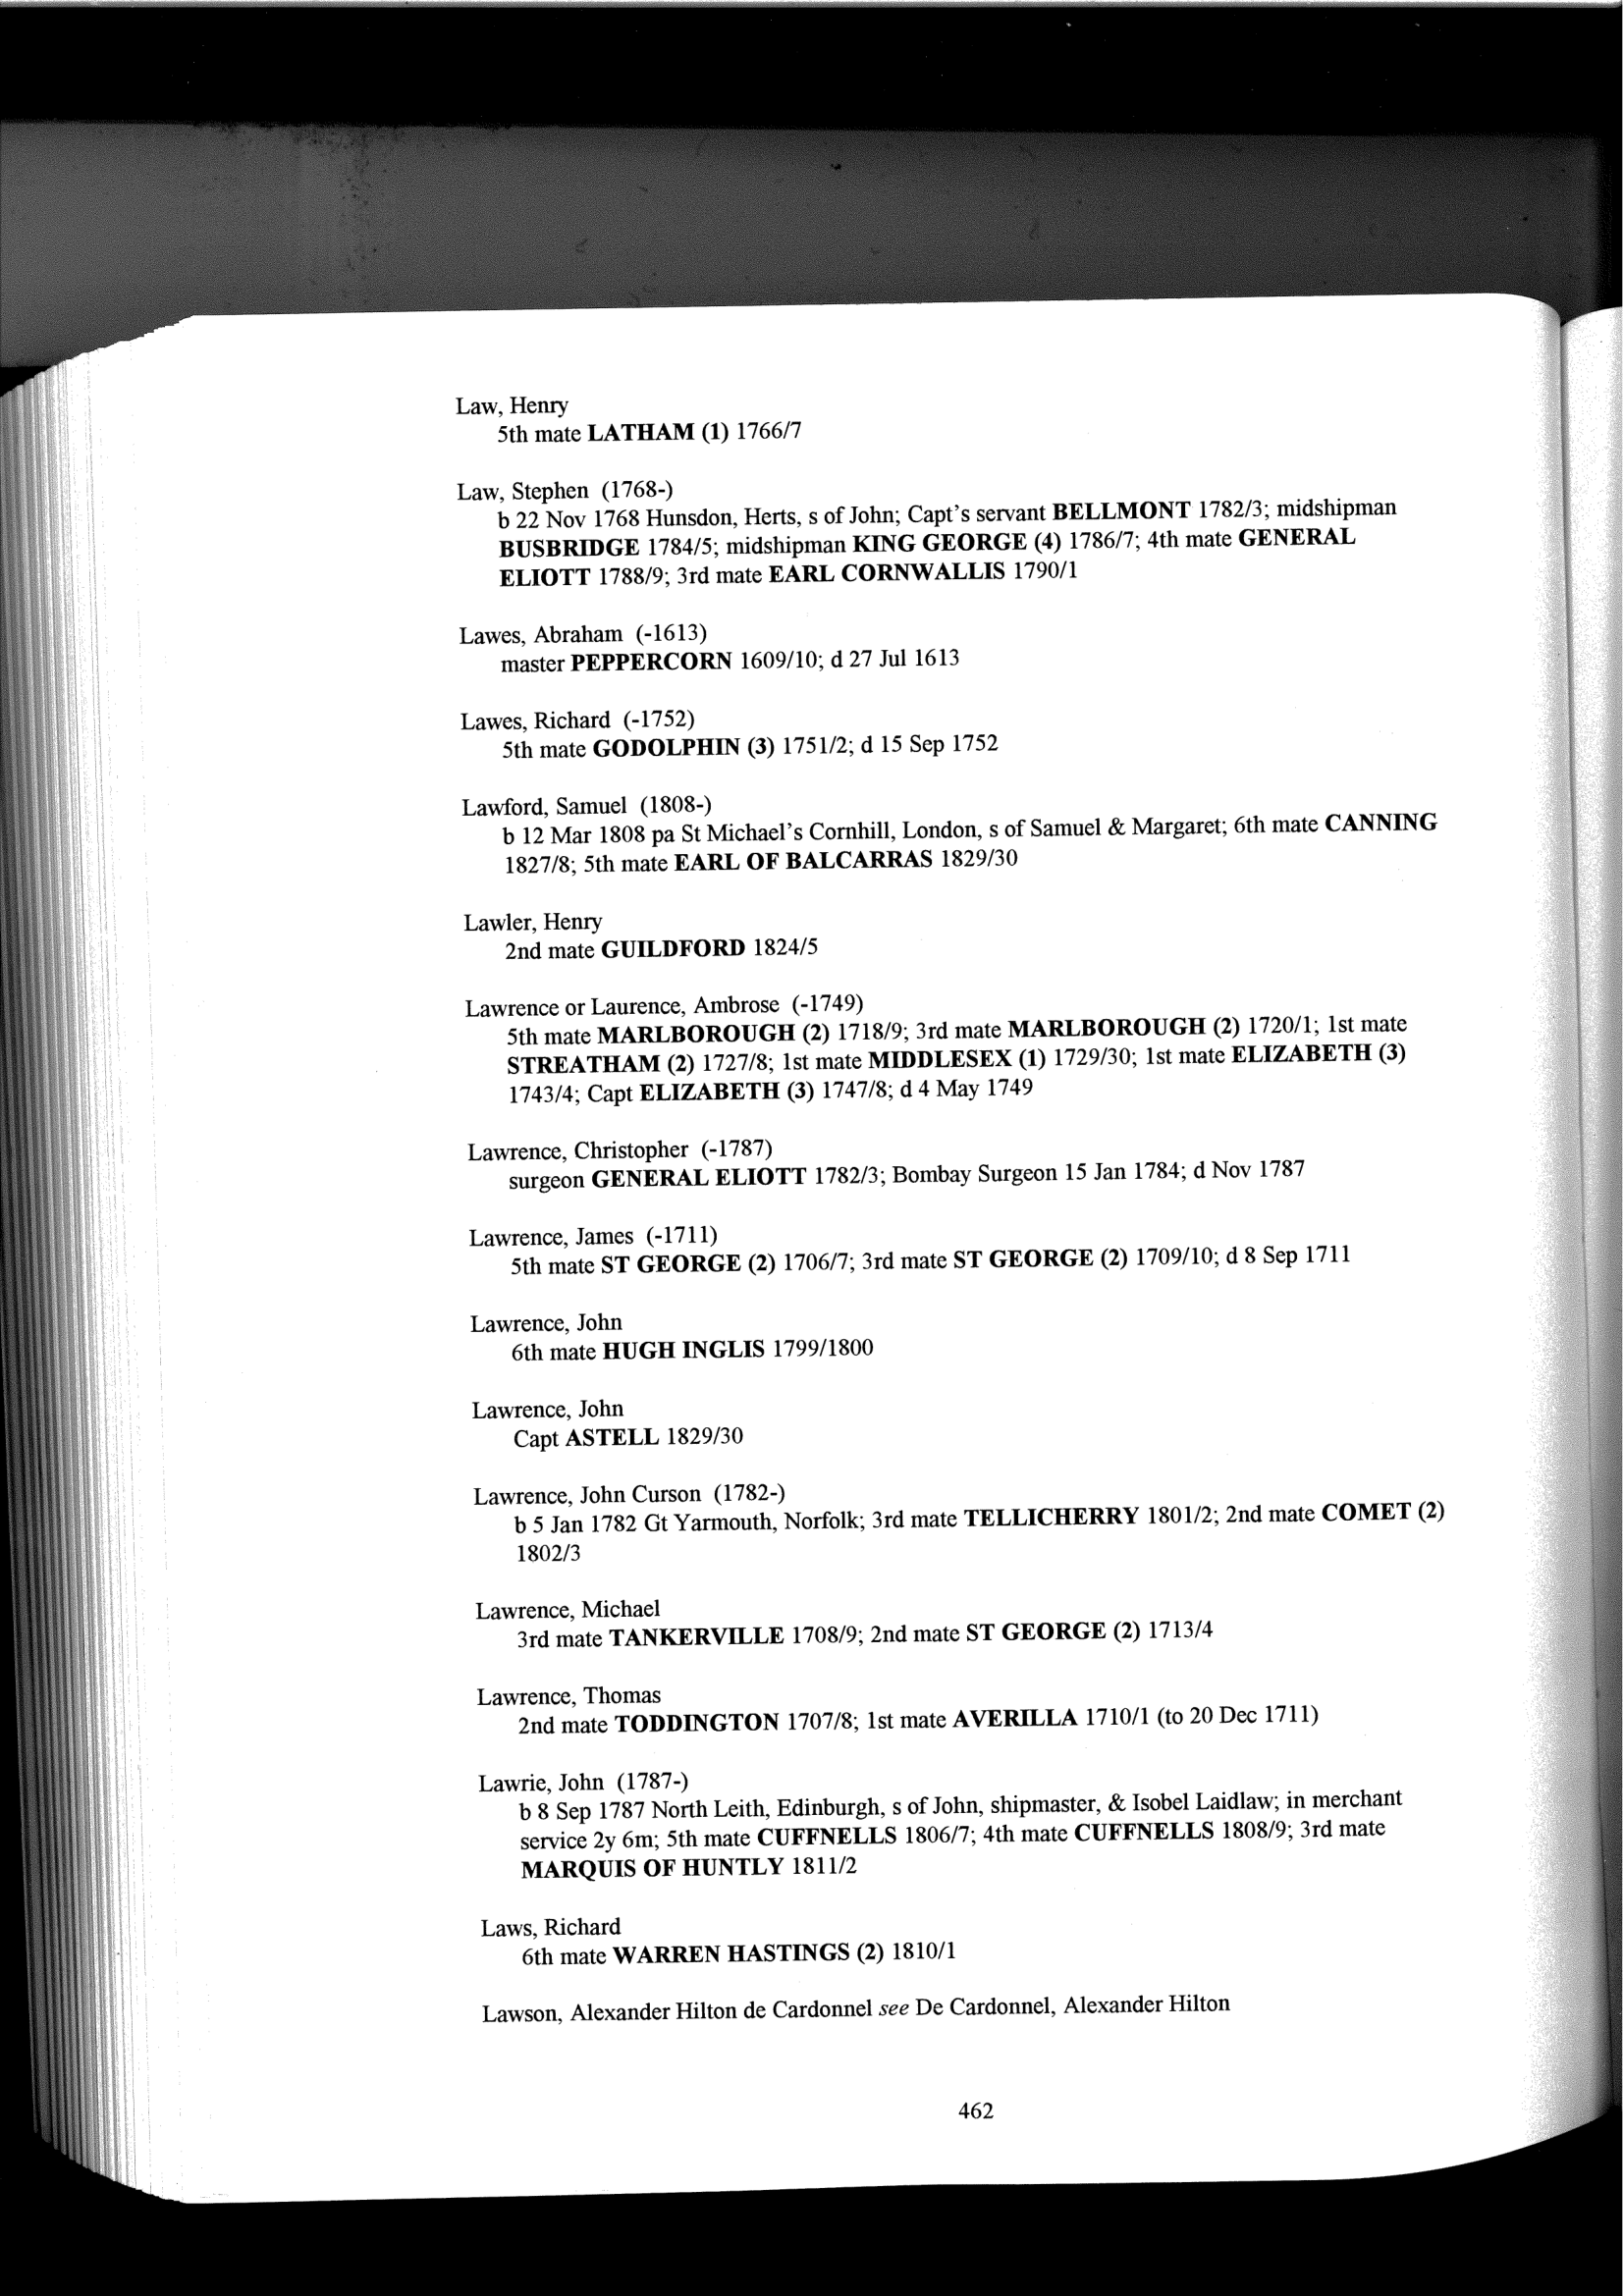 Law, Henry
5th mate LATHAM (1) 1766/7
Law, Stephen (1768-)
b 22 Nov 1768 Hunsdon, Herts, s of John; Capt's servant BELLMONT 1782/3; midshipman
BUSBRIDGE 1784/5; midshipman KING GEORGE (4) 1786/7; 4th mate GENERAL
ELIOTT 1788/9; 3rd mate EARL CORNWALLIS 1790/1
Lawes, Abraham (-1613)
master PEPPERCORN 1609/10; d 27 Jul 1613
Lawes, Richard (-1752)
5th mate GODOLPHIN (3) 1751/2; d 15 Sep 1752
Lawford, Samuel (1808-)
b 12 Mar 1808 pa St Michael's Cornhill, London, s of Samuel & Margaret; 6th mate CANNING
1827/8; 5th mate EARL OF BALCARRAS 1829/30
Lawler, Henry
2nd mate GUILDFORD 1824/5
Lawrence or Laurence, Ambrose (-1749)
5th mate MARLBOROUGH (2) 1718/9; 3rd mate MARLBOROUGH (2) 1720/1; 1st mate
STREATHAM (2) 1727/8; 1st mate MIDDLESEX (1) 1729/30; 1st mate ELIZABETH (3)
1743/4; Capt ELIZABETH (3) 1747/8; d 4 May 1749
Lawrence, Christopher (-1787)
surgeon GENERAL ELIOTT 1782/3; Bombay Surgeon 15 Jan 1784; d Nov 1787
Lawrence, James (-1711)
5th mate ST GEORGE (2) 1706/7; 3rd mate ST GEORGE (2) 1709/10; d 8 Sep 1711
Lawrence, John
6th mate HUGH INGLIS 1799/1800
Lawrence, John
Capt ASTELL 1829/30
Lawrence, John Curson (1782-)
b 5 Jan 1782 Gt Yarmouth, Norfolk; 3rd mate TELLICHERRY 1801/2; 2nd mate COMET (2)
1802/3
Lawrence, Michael
3rd mate TANKERVILLE 1708/9; 2nd mate ST GEORGE (2) 1713/4
Lawrence, Thomas
2nd mate TODDINGTON 1707/8; 1st mate AVERILLA 1710/1 (to 20 Dec 1711)
Lawrie, John (1787-)
b 8 Sep 1787 North Leith, Edinburgh, s of John, shipmaster, & Isobel Laidlaw; in merchant
service 2y 6m; 5th mate CUFFNELLS 1806/7; 4th mate CUFFNELLS 1808/9; 3rd mate
MARQUIS OF HUNTLY 1811/2
Laws, Richard
6th mate WARREN HASTINGS (2) 1810/1
Lawson, Alexander Hilton de Cardonnel see De Cardonnel, Alexander Hilton
462